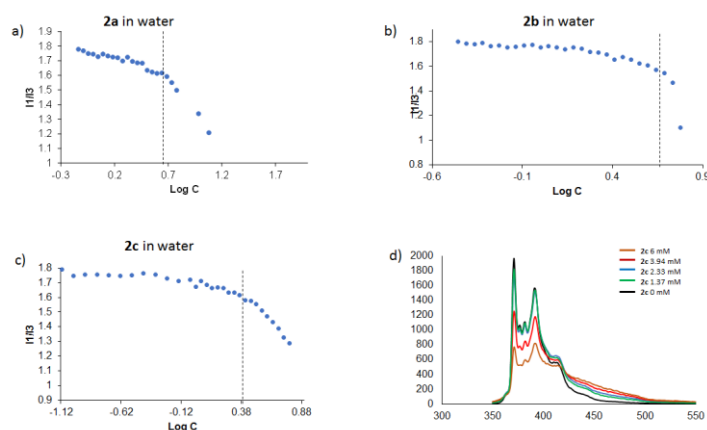 a)
2a in water
1.9
1.8
1.7
1.6
1.5
1.4
1.3
1.2
1.1
1
I1/I3
-0.3 0.2 0.7 1.2 1.7
Log C
b)
2b in water
1.8
1.6
1.4
1.2
1
0.8
I1/I3
-0.6 -0.1 0.4 0.9
Log C
c)
2c in water
1.8
1.7
1.6
1.5
1.4
1.3
1.2
1.1
1
0.9
I1/I3
-1.12 -0.62 -0.12 0.38 0.88
Log C
d)
2000
1800
1600
1400
1200
1000
800
600
400
200
0
300 350 400 450 500 550
2c 6 mM
2c 3.94 mM
2c 2.33 mM
2c 1.37 mM
2c 0 mM